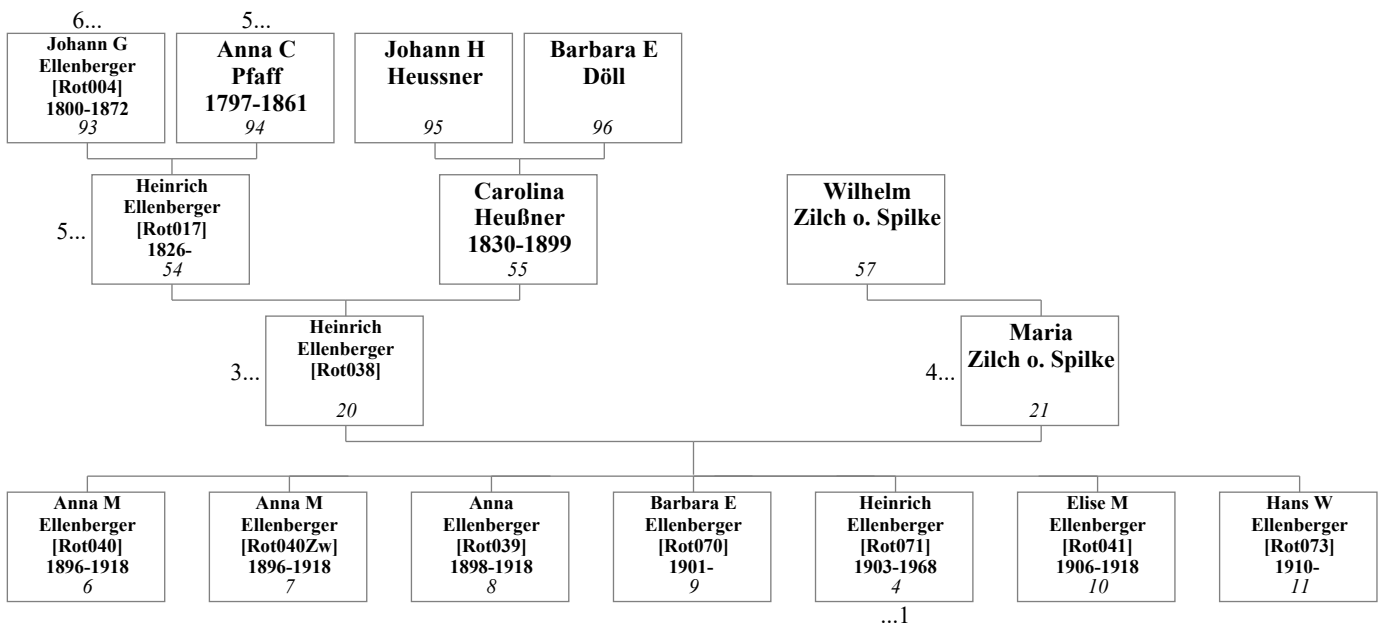 6...
5...
Johann G
Ellenberger
[Rot004]
1800-1872
93
Anna C
Pfaff
1797-1861
94
Johann H
Heussner
95
Barbara E
Döll
96
5...
Heinrich
Ellenberger
[Rot017]
1826-
54
Carolina
Heußner
1830-1899
55
Wilhelm
Zilch o. Spilke
57
3...
Heinrich
Ellenberger
[Rot038]
20
4...
Maria
Zilch o. Spilke
21
Anna M
Ellenberger
[Rot040]
1896-1918
6
Anna M
Ellenberger
[Rot040Zw]
1896-1918
7
Anna
Ellenberger
[Rot039]
1898-1918
8
Barbara E
Ellenberger
[Rot070]
1901-
9
Heinrich
Ellenberger
[Rot071]
1903-1968
4
Elise M
Ellenberger
[Rot041]
1906-1918
10
Hans W
Ellenberger
[Rot073]
1910-
11
...1